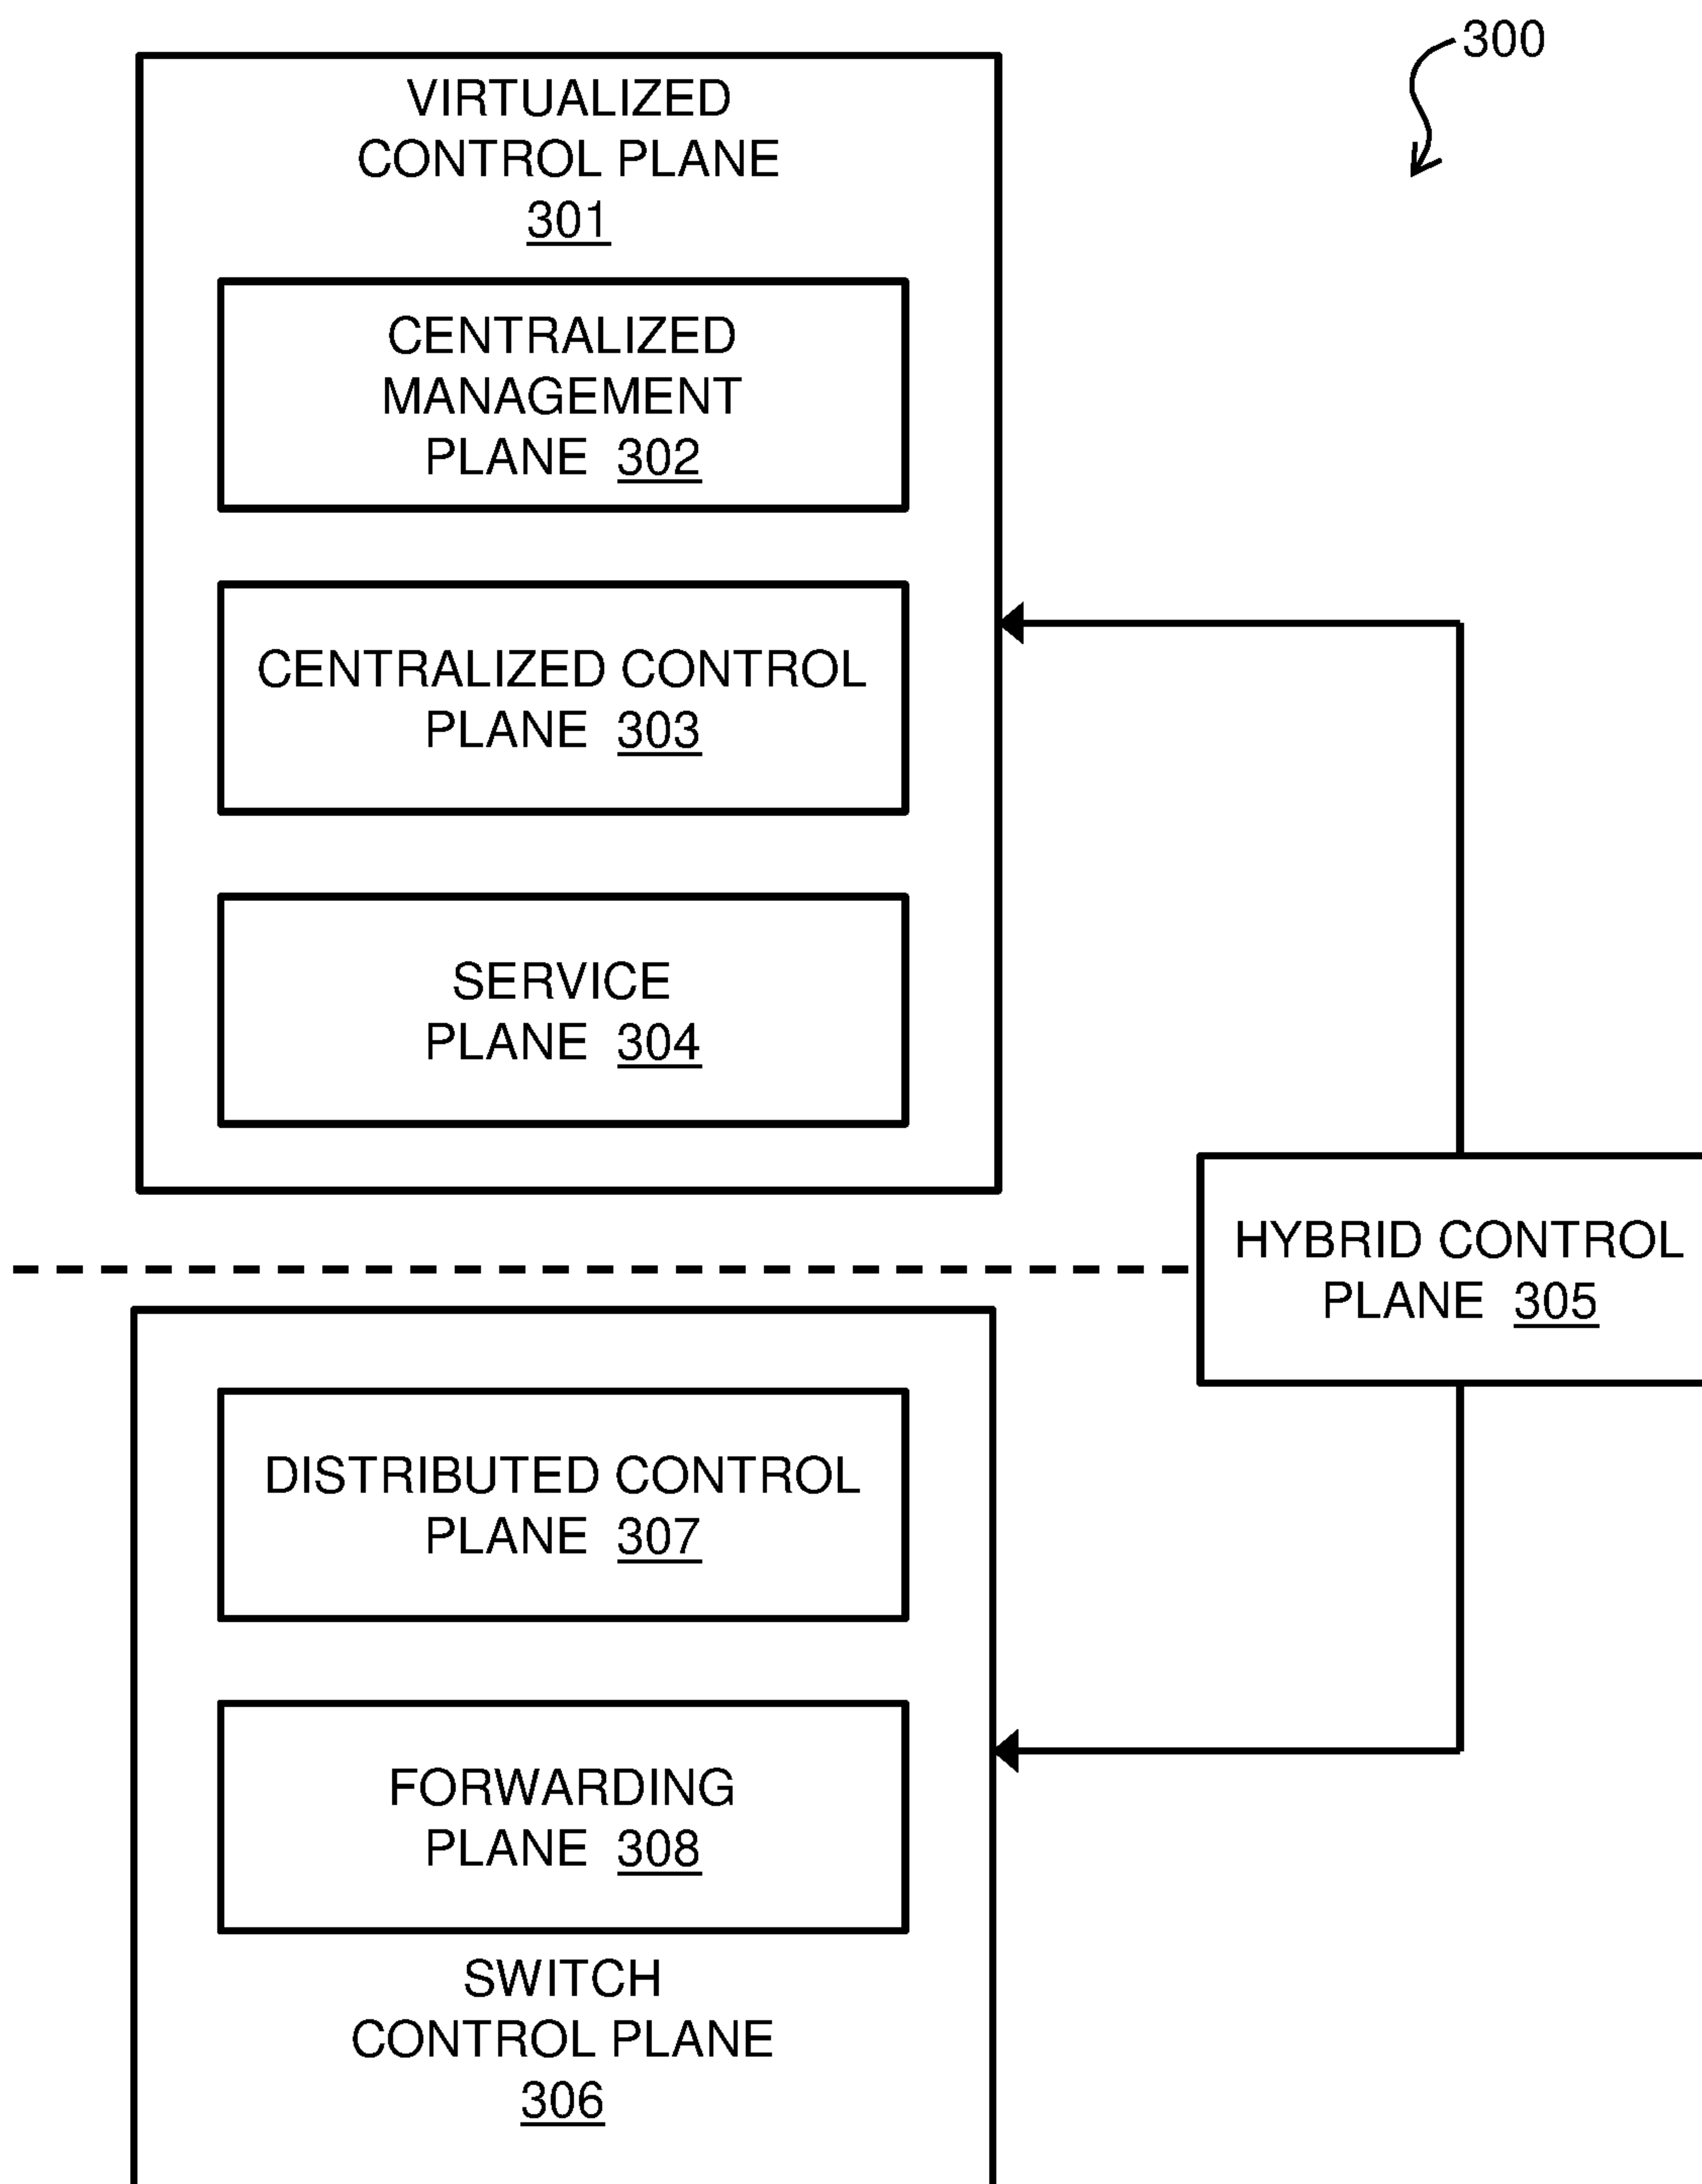 300
VIRTUALIZED
CONTROL PLANE
301
CENTRALIZED
MANAGEMENT
PLANE 302
CENTRALIZED CONTROL
PLANE 303
SERVICE
PLANE 304
HYBRID CONTROL
PLANE 305
DISTRIBUTED CONTROL
PLANE 307
FORWARDING
PLANE 308
SWITCH
CONTROL PLANE
306